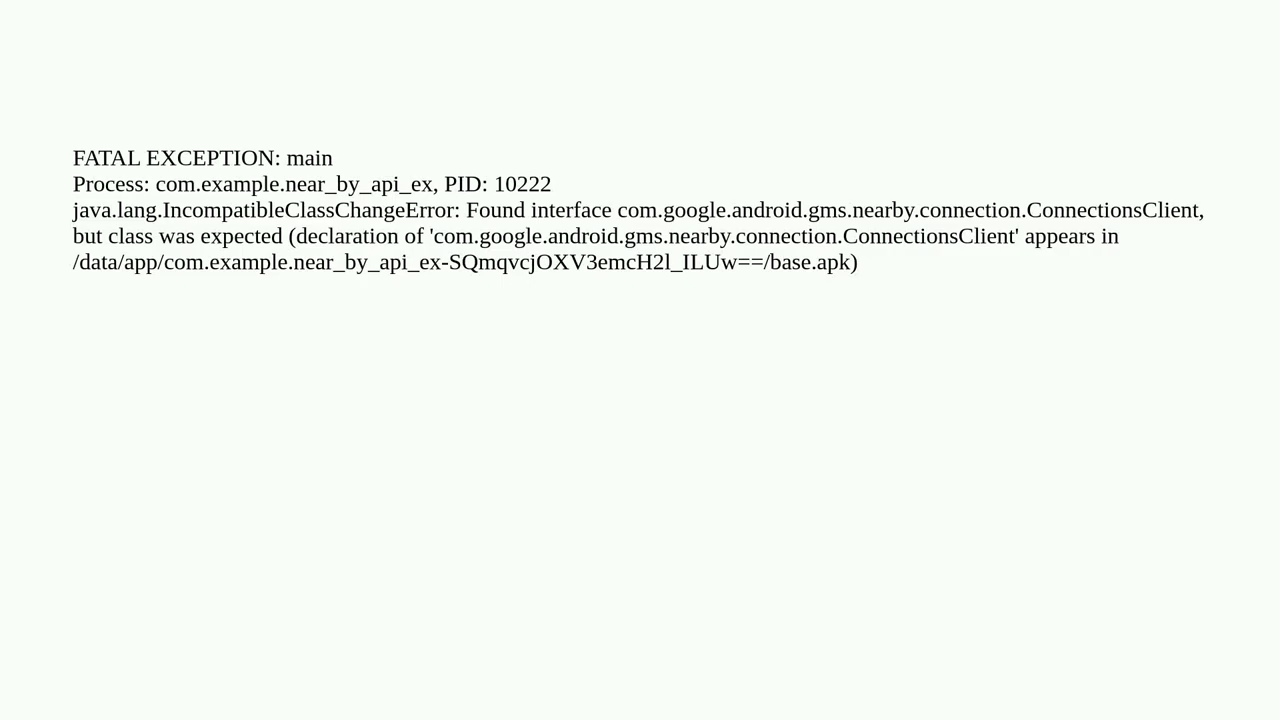 FATAL EXCEPTION: main
Process: com.example.near_by_api_ex, PID: 10222
java.lang.IncompatibleClassChangeError: Found interface com.google.android.gms.nearby.connection.ConnectionsClient,
but class was expected (declaration of 'com.google.android.gms.nearby.connection.ConnectionsClient' appears in
/data/app/com.example.near_by_api_ex-SQmqvcjOXV3emcH2l_ILUw==/base.apk)